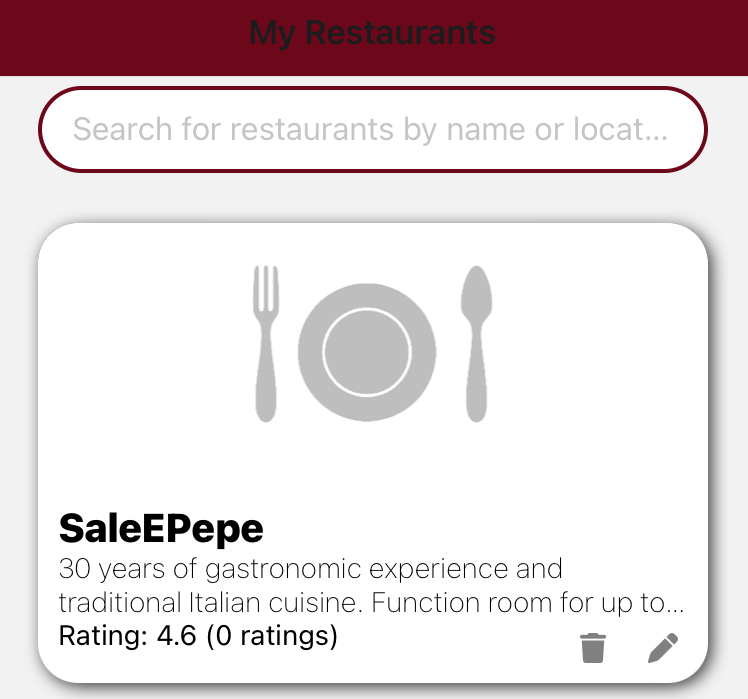 My Restaurants
Search for restaurants by name or locat...
SaleEPepe
30 years of gastronomic experience and
traditional Italian cuisine. Function room for up to...
Rating: 4.6 (0 ratings)